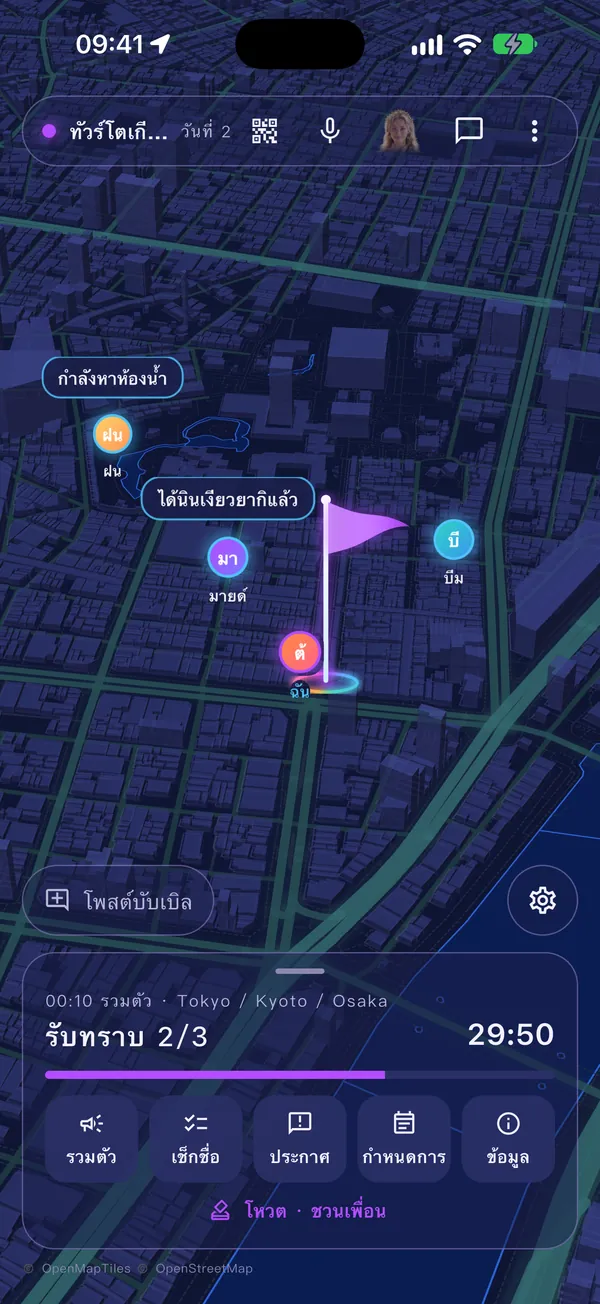 09:41
ทัวร์โตเกี... วันที่ 2
กำลังหาห้องน้ำ
ฝน
ฝน
ได้นินเงียวยากิแล้ว
มา
มายด์
บี
บีม
ต้
ฉัน
โพสต์บับเบิล
00:10 รวมตัว · Tokyo / Kyoto / Osaka
รับทราบ 2/3
29:50
รวมตัว
เช็กชื่อ
ประกาศ
กำหนดการ
ข้อมูล
โหวต · ชวนเพื่อน
© OpenMapTiles © OpenStreetMap